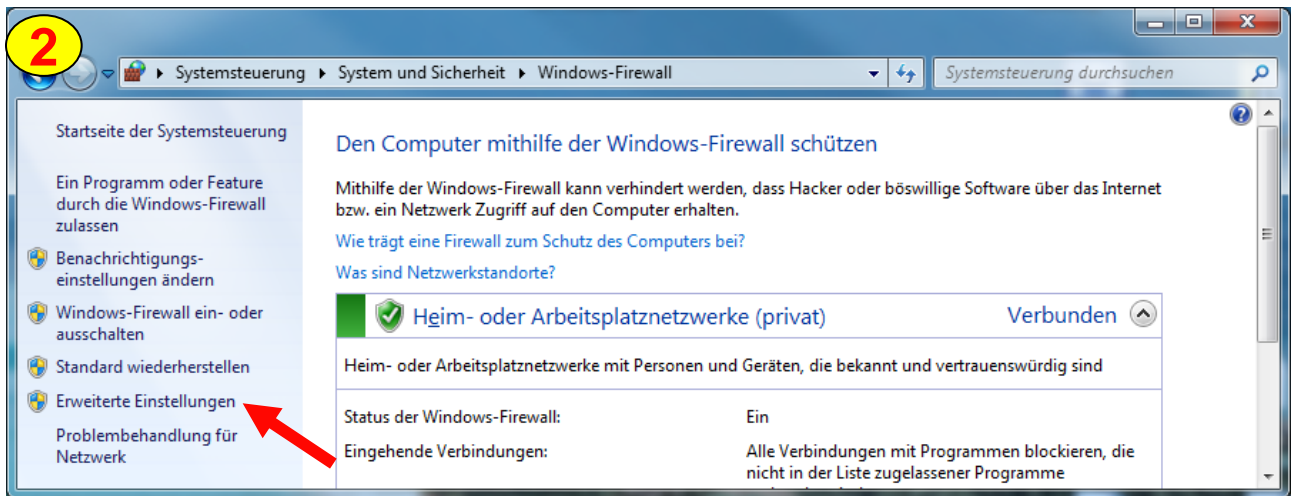 2
Systemsteuerung ▸ System und Sicherheit ▸ Windows-Firewall
Systemsteuerung durchsuchen
Startseite der Systemsteuerung
Ein Programm oder Feature
durch die Windows-Firewall
zulassen
Benachrichtigungs-
einstellungen ändern
Windows-Firewall ein- oder
ausschalten
Standard wiederherstellen
Erweiterte Einstellungen
Problembehandlung für
Netzwerk
Den Computer mithilfe der Windows-Firewall schützen
Mithilfe der Windows-Firewall kann verhindert werden, dass Hacker oder böswillige Software über das Internet
bzw. ein Netzwerk Zugriff auf den Computer erhalten.
Wie trägt eine Firewall zum Schutz des Computers bei?
Was sind Netzwerkstandorte?
Heim- oder Arbeitsplatznetzwerke (privat) Verbunden
Heim- oder Arbeitsplatznetzwerke mit Personen und Geräten, die bekannt und vertrauenswürdig sind
Status der Windows-Firewall: Ein
Eingehende Verbindungen: Alle Verbindungen mit Programmen blockieren, die
nicht in der Liste zugelassener Programme